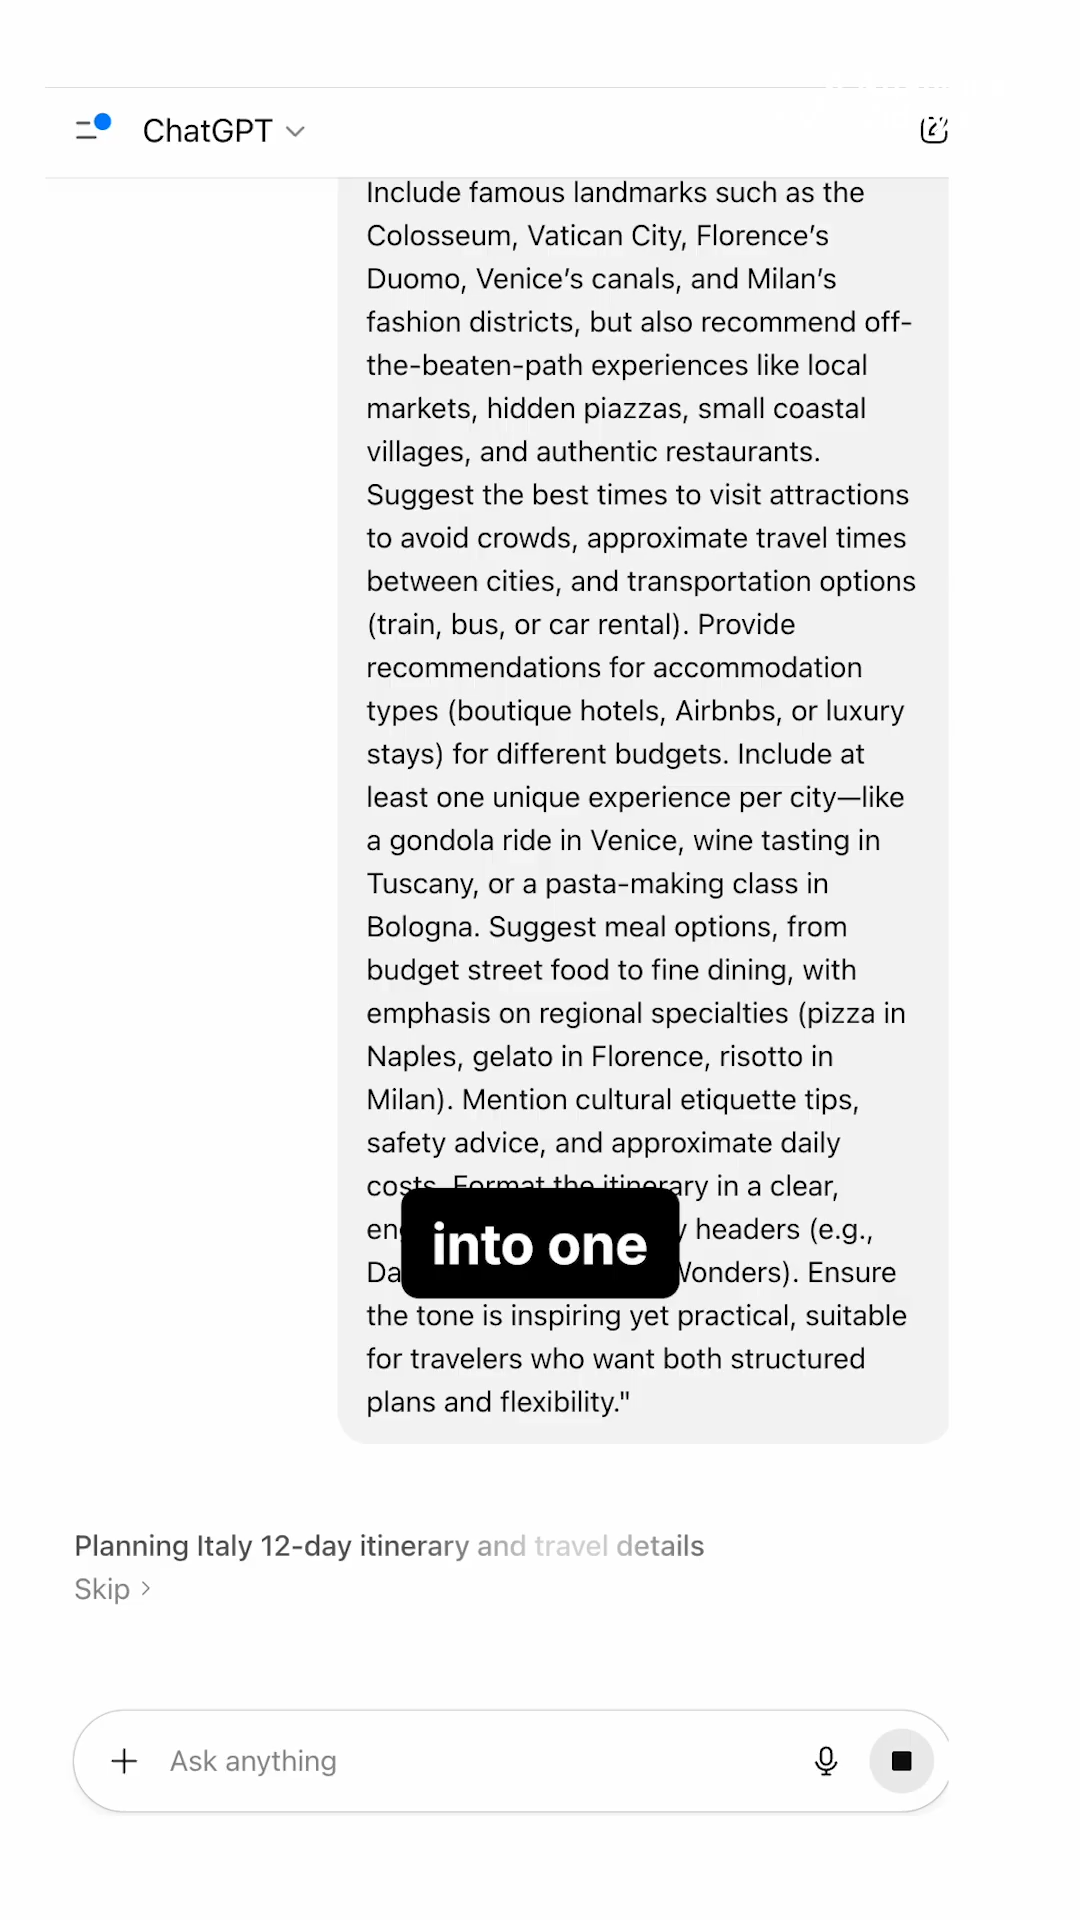 ChatGPT
Include famous landmarks such as the
Colosseum, Vatican City, Florence’s
Duomo, Venice’s canals, and Milan’s
fashion districts, but also recommend off-
the-beaten-path experiences like local
markets, hidden piazzas, small coastal
villages, and authentic restaurants.
Suggest the best times to visit attractions
to avoid crowds, approximate travel times
between cities, and transportation options
(train, bus, or car rental). Provide
recommendations for accommodation
types (boutique hotels, Airbnbs, or luxury
stays) for different budgets. Include at
least one unique experience per city—like
a gondola ride in Venice, wine tasting in
Tuscany, or a pasta-making class in
Bologna. Suggest meal options, from
budget street food to fine dining, with
emphasis on regional specialties (pizza in
Naples, gelato in Florence, risotto in
Milan). Mention cultural etiquette tips,
safety advice, and approximate daily
costs. Format the itinerary in a clear,
headers (e.g.,
into one
Wonders). Ensure
the tone is inspiring yet practical, suitable
for travelers who want both structured
plans and flexibility."
Planning Italy 12-day itinerary and travel details
Skip >
Ask anything